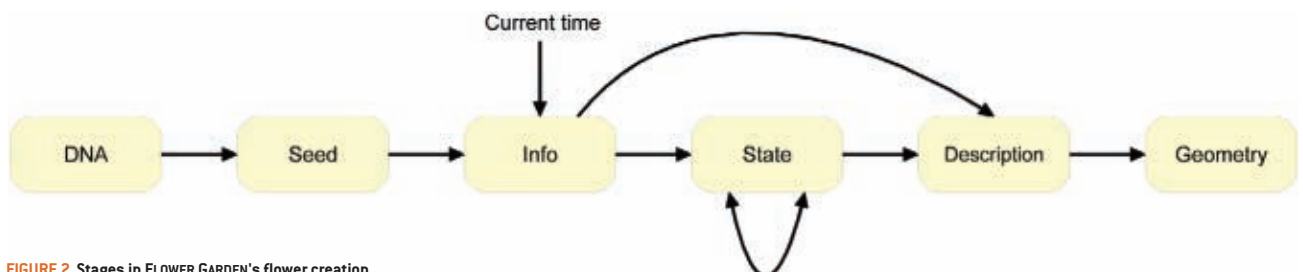 Current time
DNA
Seed
Info
State
Description
Geometry
FIGURE 2 Stages in FLOWER GARDEN's flower creation